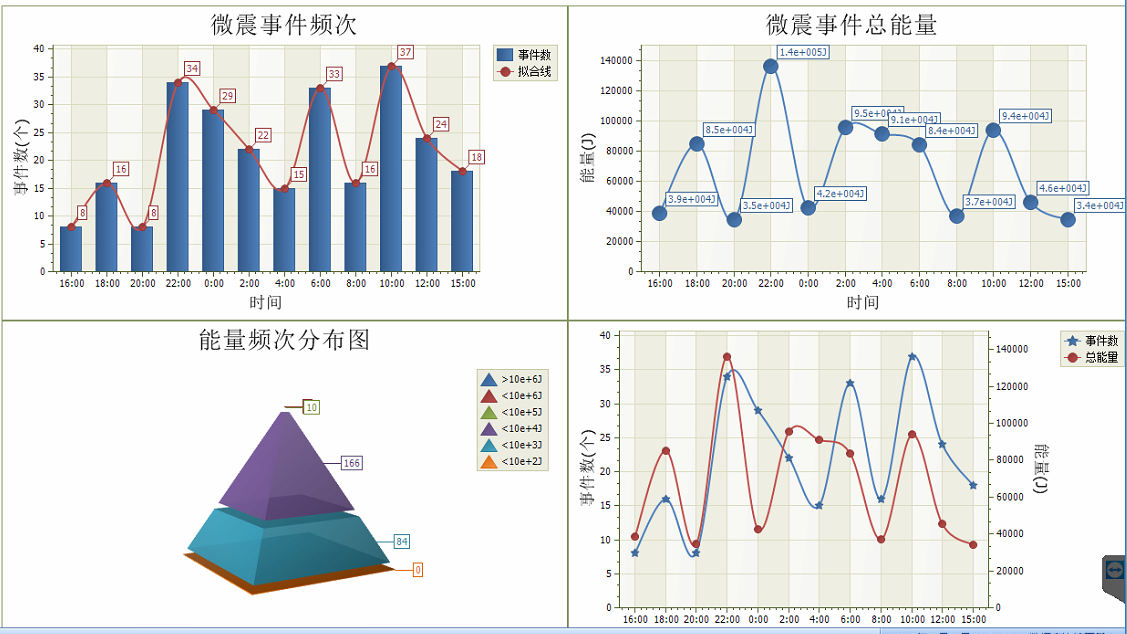 微震事件频次
40
35
30
25
20
15
10
5
0
事件数(个)
8
16
8
34
29
22
15
33
16
37
24
18
16:00 18:00 20:00 22:00 0:00 2:00 4:00 6:00 8:00 10:00 12:00 15:00
时间
事件数
拟合线
微震事件总能量
140000
120000
100000
80000
60000
40000
20000
0
能量(J)
3.9e+004J
8.5e+004J
3.5e+004J
1.4e+005J
4.2e+004J
9.5e+004J
9.1e+004J
8.4e+004J
3.7e+004J
9.4e+004J
4.6e+004J
3.4e+004J
16:00 18:00 20:00 22:00 0:00 2:00 4:00 6:00 8:00 10:00 12:00 15:00
时间
能量频次分布图
10
166
84
0
>10e+6J
<10e+6J
<10e+5J
<10e+4J
<10e+3J
<10e+2J
40
35
30
25
20
15
10
5
0
事件数(个)
140000
120000
100000
80000
60000
40000
20000
0
能量(J)
16:00 18:00 20:00 22:00 0:00 2:00 4:00 6:00 8:00 10:00 12:00 15:00
事件数
总能量